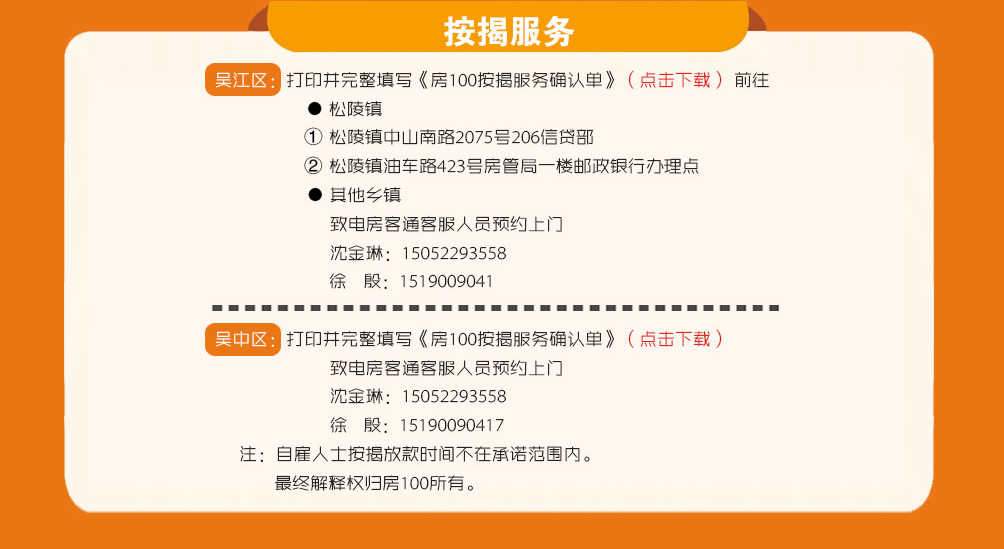 按揭服务
吴江区：打印并完整填写《房100按揭服务确认单》（点击下载）前往
● 松陵镇
① 松陵镇中山南路2075号206信贷部
② 松陵镇油车路423号房管局一楼邮政银行办理点
● 其他乡镇
致电房客通客服人员预约上门
沈金琳：15052293558
徐 殷：1519009041
吴中区：打印并完整填写《房100按揭服务确认单》（点击下载）
致电房客通客服人员预约上门
沈金琳：15052293558
徐 殷：15190090417
注：自雇人士按揭放款时间不在承诺范围内。
最终解释权归房100所有。